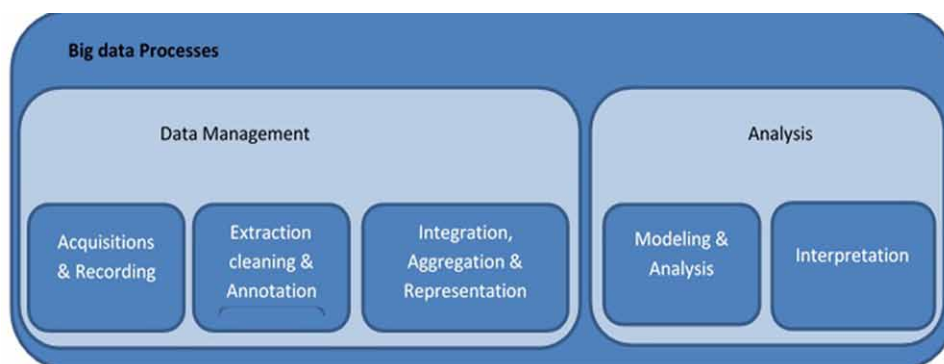 Big data Processes
Data Management
Acquisitions
& Recording
Extraction
cleaning &
Annotation
Integration,
Aggregation &
Representation
Analysis
Modeling &
Analysis
Interpretation